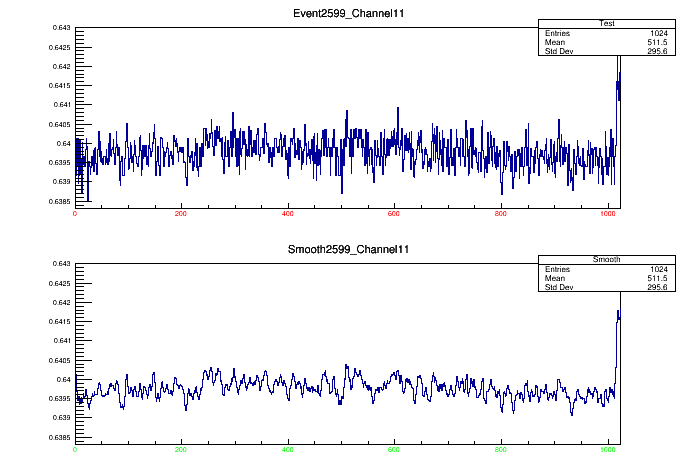 Event2599_Channel11
Test
Entries 1024
Mean 511.5
Std Dev 295.6
0.643
0.6425
0.642
0.6415
0.641
0.6405
0.64
0.6395
0.639
0.6385
0 200 400 600 800 1000
Smooth2599_Channel11
Smooth
Entries 1024
Mean 511.5
Std Dev 295.6
0.643
0.6425
0.642
0.6415
0.641
0.6405
0.64
0.6395
0.639
0.6385
0 200 400 600 800 1000